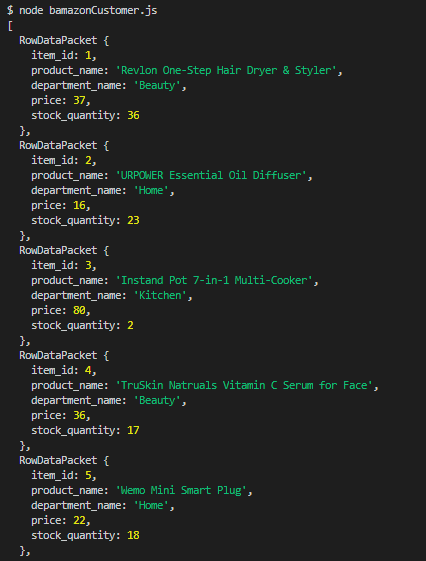 $ node bamazonCustomer.js
[
  RowDataPacket {
    item_id: 1,
    product_name: 'Revlon One-Step Hair Dryer & Styler',
    department_name: 'Beauty',
    price: 37,
    stock_quantity: 36
  },
  RowDataPacket {
    item_id: 2,
    product_name: 'URPOWER Essential Oil Diffuser',
    department_name: 'Home',
    price: 16,
    stock_quantity: 23
  },
  RowDataPacket {
    item_id: 3,
    product_name: 'Instand Pot 7-in-1 Multi-Cooker',
    department_name: 'Kitchen',
    price: 80,
    stock_quantity: 2
  },
  RowDataPacket {
    item_id: 4,
    product_name: 'TruSkin Natruals Vitamin C Serum for Face',
    department_name: 'Beauty',
    price: 36,
    stock_quantity: 17
  },
  RowDataPacket {
    item_id: 5,
    product_name: 'Wemo Mini Smart Plug',
    department_name: 'Home',
    price: 22,
    stock_quantity: 18
  },